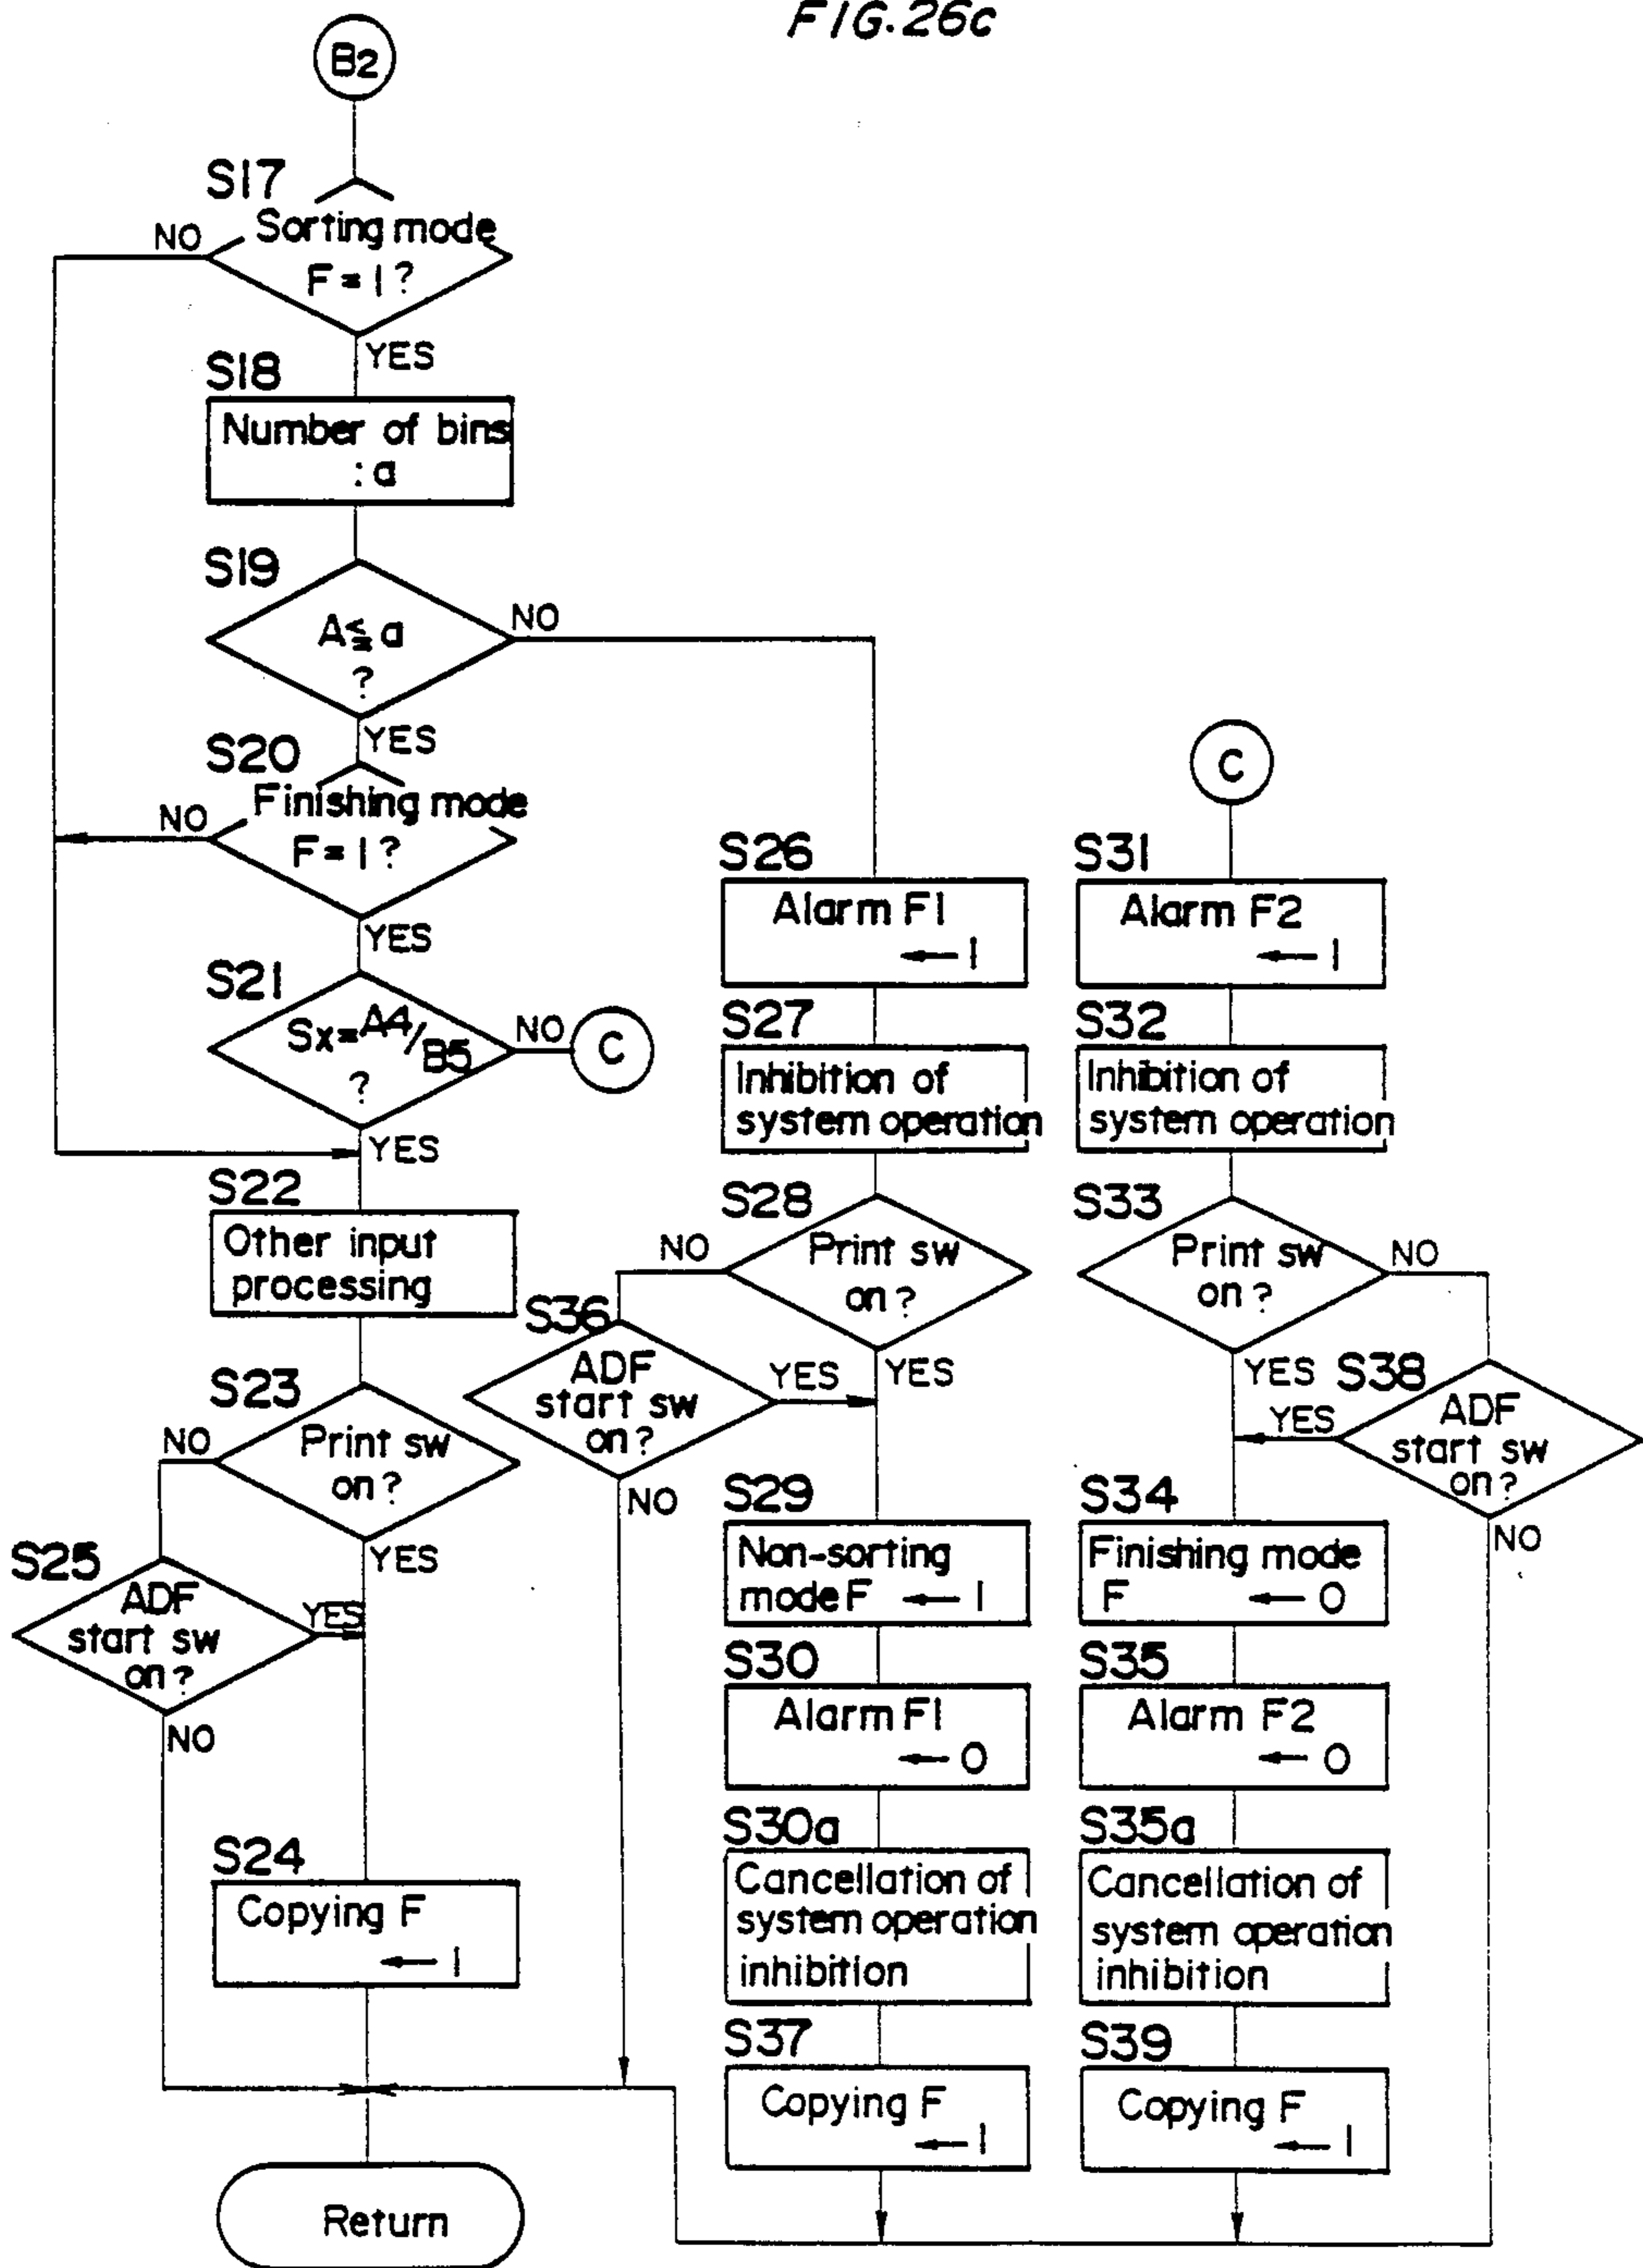 FIG.26c
B2
S17
Sorting mode
F=1?
NO
YES
S18
Number of bins
:a
S19
A≦a
?
NO
YES
S20
Finishing mode
F=1?
NO
YES
S21
Sx=A4/B5
?
NO
C
YES
S22
Other input
processing
S23
Print sw
on?
NO
YES
S25
ADF
start sw
on?
YES
NO
S24
Copying F
←1
Return
S26
Alarm F1
←1
S27
Inhibition of
system operation
S28
Print sw
on?
NO
YES
S36
ADF
start sw
on?
YES
NO
S29
Non-sorting
mode F ←1
S30
Alarm F1
←0
S30a
Cancellation of
system operation
inhibition
S37
Copying F
←1
C
S31
Alarm F2
←1
S32
Inhibition of
system operation
S33
Print sw
on?
NO
YES
S38
ADF
start sw
on?
YES
NO
S34
Finishing mode
F ←0
S35
Alarm F2
←0
S35a
Cancellation of
system operation
inhibition
S39
Copying F
←1